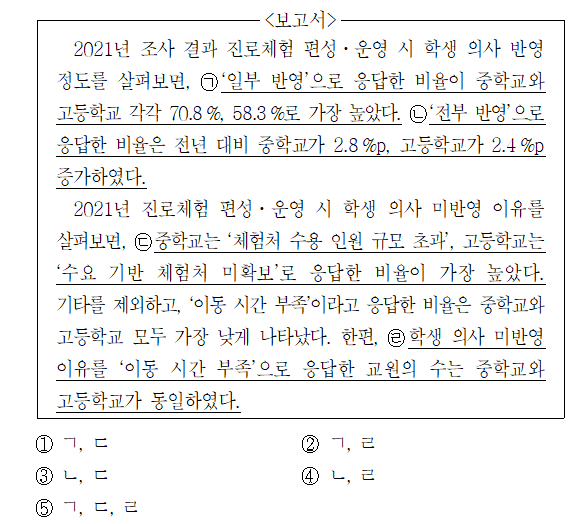 <보고서>
2021년 조사 결과 진로체험 편성·운영 시 학생 의사 반영
정도를 살펴보면, ㉠'일부 반영'으로 응답한 비율이 중학교와
고등학교 각각 70.8%, 58.3%로 가장 높았다. ㉡'전부 반영'으로
응답한 비율은 전년 대비 중학교가 2.8%p, 고등학교가 2.4%p
증가하였다.
2021년 진로체험 편성·운영 시 학생 의사 미반영 이유를
살펴보면, ㉢중학교는 '체험처 수용 인원 규모 초과', 고등학교는
'수요 기반 체험처 미확보'로 응답한 비율이 가장 높았다.
기타를 제외하고, '이동 시간 부족'이라고 응답한 비율은 중학교와
고등학교 모두 가장 낮게 나타났다. 한편, ㉣학생 의사 미반영
이유를 '이동 시간 부족'으로 응답한 교원의 수는 중학교와
고등학교가 동일하였다.
① ㄱ, ㄷ ② ㄱ, ㄹ
③ ㄴ, ㄷ ④ ㄴ, ㄹ
⑤ ㄱ, ㄷ, ㄹ